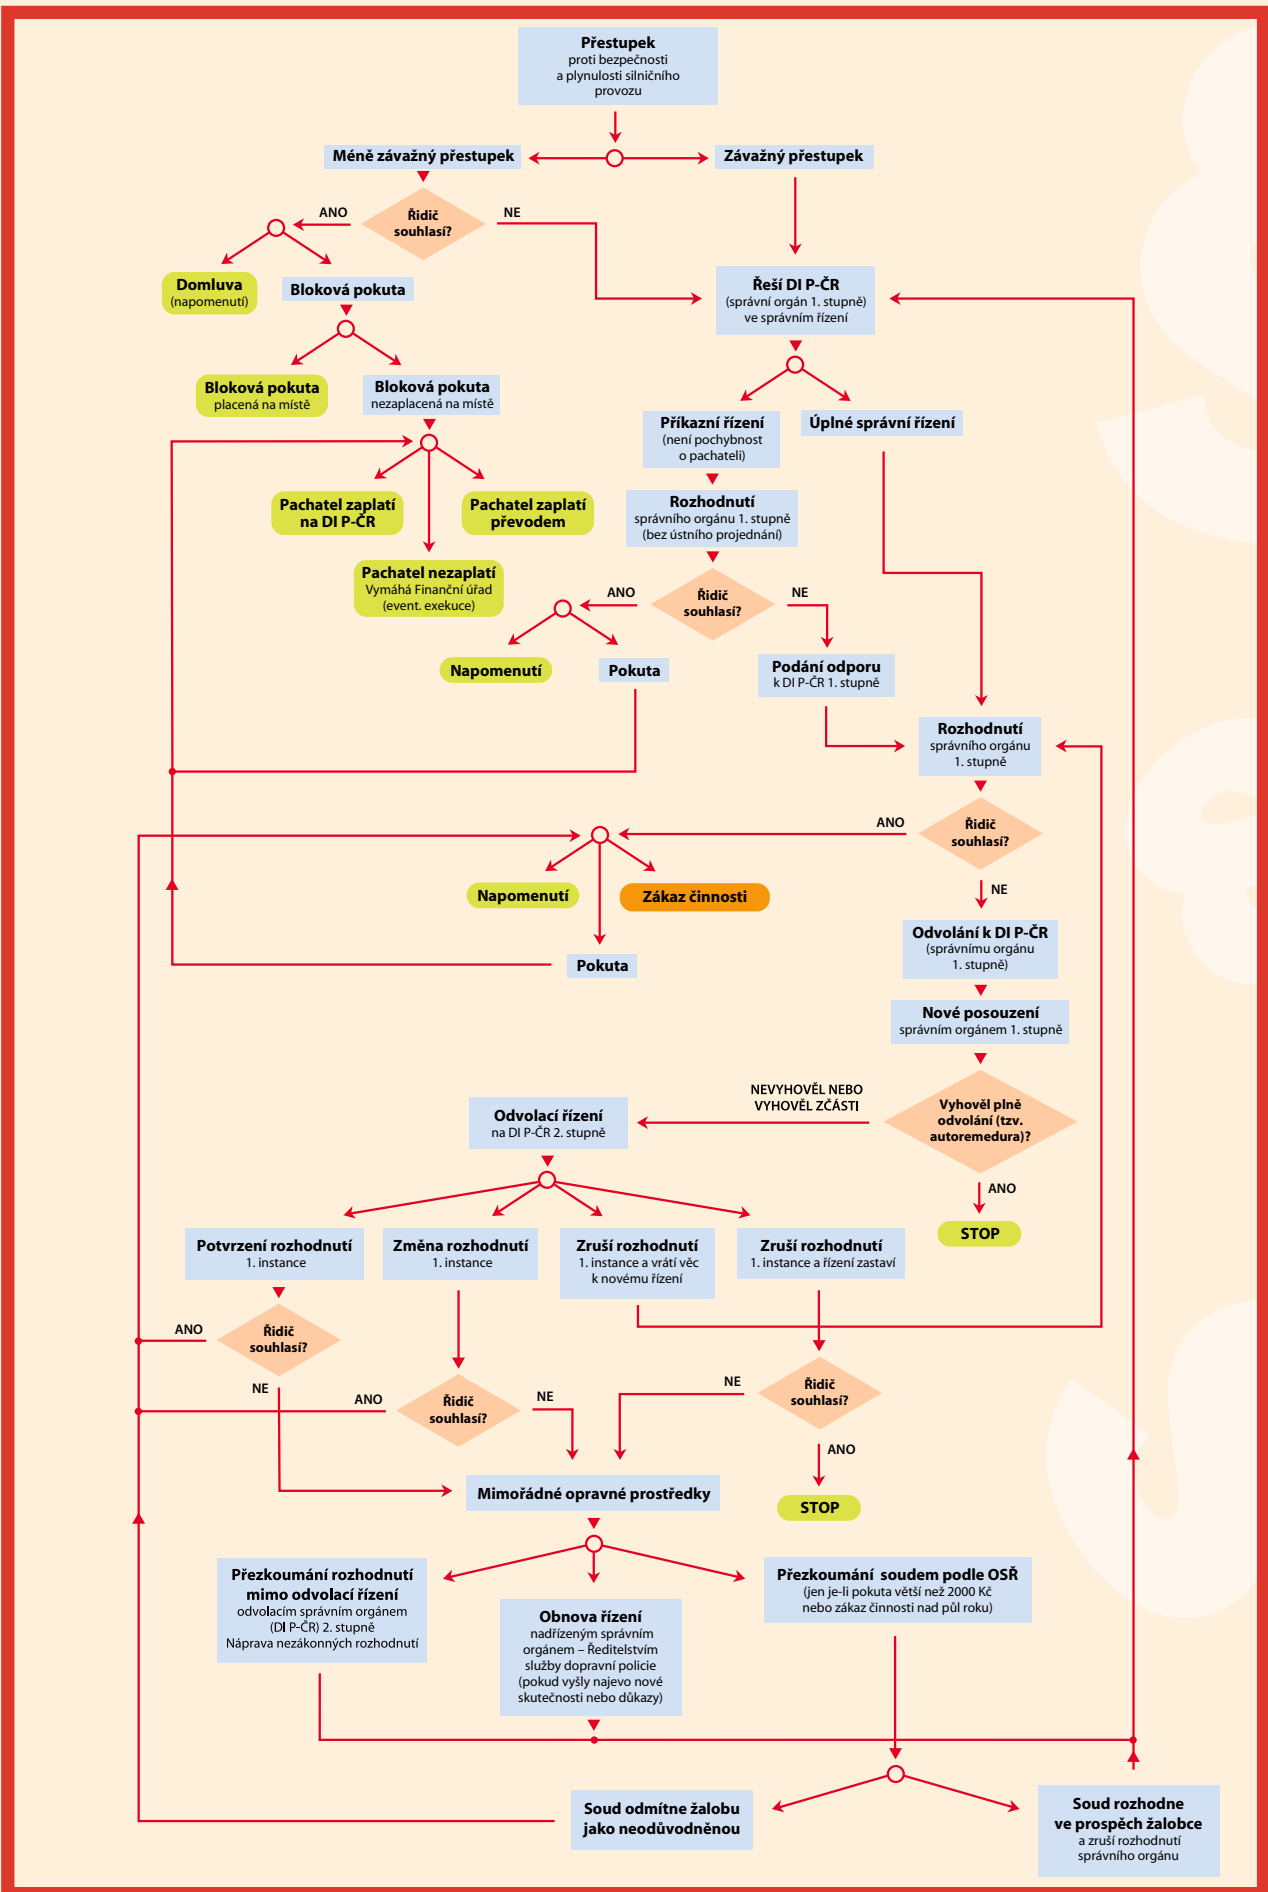 Přestupek
proti bezpečnosti
a plynulosti silničního
provozu
Méně závažný přestupek
Závažný přestupek
ANO
Řidič
souhlasí?
NE
Domluva
(napomenutí)
Bloková pokuta
Řeší DI P-ČR
(správní orgán 1. stupně)
ve správním řízení
Bloková pokuta
placená na místě
Bloková pokuta
nezaplacená na místě
Příkazní řízení
(není pochybnost
o pachateli)
Úplné správní řízení
Pachatel zaplatí
na DI P-ČR
Pachatel zaplatí
převodem
Rozhodnutí
správního orgánu 1. stupně
(bez ústního projednání)
Pachatel nezaplatí
Vymáhá Finanční úřad
(event. exekuce)
ANO
Řidič
souhlasí?
NE
Napomenutí
Pokuta
Podání odporu
k DI P-ČR 1. stupně
Rozhodnutí
správního orgánu
1. stupně
ANO
Řidič
souhlasí?
NE
Napomenutí
Zákaz činnosti
Pokuta
Odvolání k DI P-ČR
(správnímu orgánu
1. stupně)
Nové posouzení
správním orgánem 1. stupně
NEVYHOVĚL NEBO
VYHOVĚL ZČÁSTI
Vyhověl plně
odvolání (tzv.
autoremedura)?
ANO
STOP
Odvolací řízení
na DI P-ČR 2. stupně
Potvrzení rozhodnutí
1. instance
Změna rozhodnutí
1. instance
Zruší rozhodnutí
1. instance a vrátí věc
k novému řízení
Zruší rozhodnutí
1. instance a řízení zastaví
ANO
Řidič
souhlasí?
NE
ANO
Řidič
souhlasí?
NE
NE
Řidič
souhlasí?
ANO
STOP
Mimořádné opravné prostředky
Přezkoumání rozhodnutí
mimo odvolací řízení
odvolacím správním orgánem
(DI P-ČR) 2. stupně
Náprava nezákonných rozhodnutí
Obnova řízení
nadřízeným správním
orgánem – Ředitelstvím
služby dopravní policie
(pokud vyšly najevo nové
skutečnosti nebo důkazy)
Přezkoumání soudem podle OSŘ
(jen je-li pokuta větší než 2000 Kč
nebo zákaz činnosti nad půl roku)
Soud odmítne žalobu
jako neodůvodněnou
Soud rozhodne
ve prospěch žalobce
a zruší rozhodnutí
správního orgánu